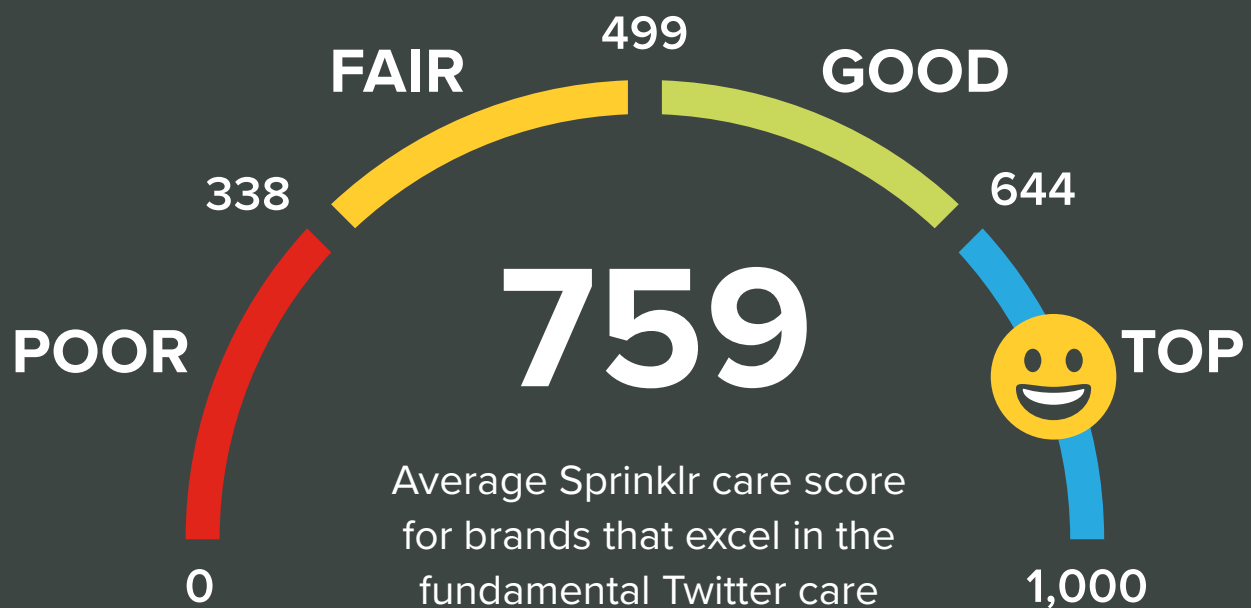 499
FAIR
GOOD
338
644
759
POOR
TOP
Average Sprinklr care score
for brands that excel in the
fundamental Twitter care
0
1,000